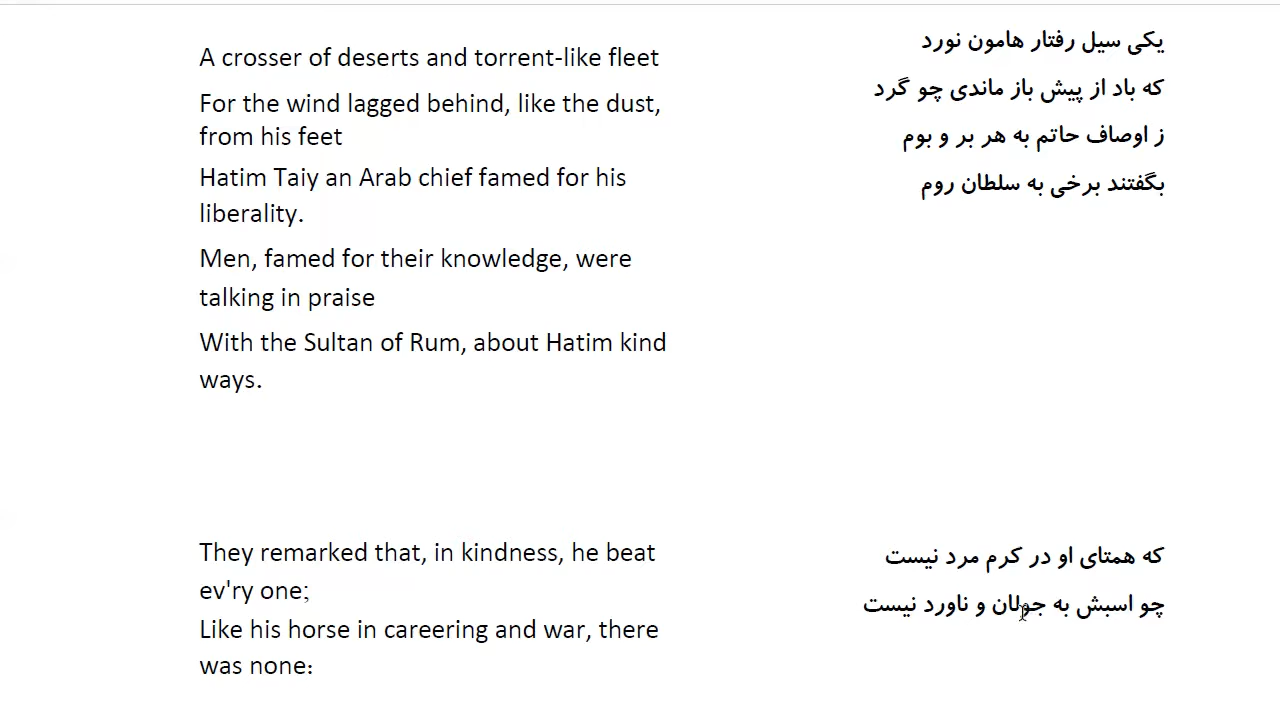 A crosser of deserts and torrent-like fleet
For the wind lagged behind, like the dust,
from his feet
Hatim Taiy an Arab chief famed for his
liberality.
Men, famed for their knowledge, were
talking in praise
With the Sultan of Rum, about Hatim kind
ways.
یکی سیل رفتار هامون نورد
که باد از پیش باز ماندی چو گرد
ز اوصاف حاتم به هر بر و بوم
بگفتند برخی به سلطان روم
They remarked that, in kindness, he beat
ev'ry one;
Like his horse in careering and war, there
was none:
که همتای او در کرم مرد نیست
چو اسبش به جولان و ناورد نیست